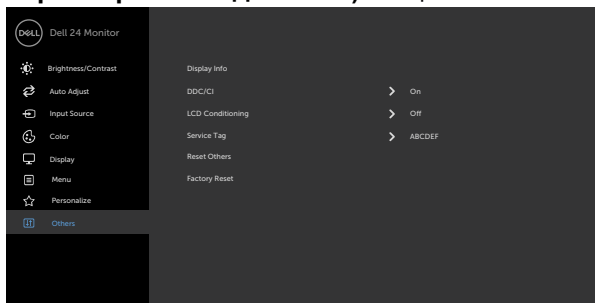 DELL Dell 24 Monitor
Brightness/Contrast
Auto Adjust
Input Source
Color
Display
Menu
Personalize
Others
Display Info
DDC/CI > On
LCD Conditioning > Off
Service Tag > ABCDEF
Reset Others
Factory Reset